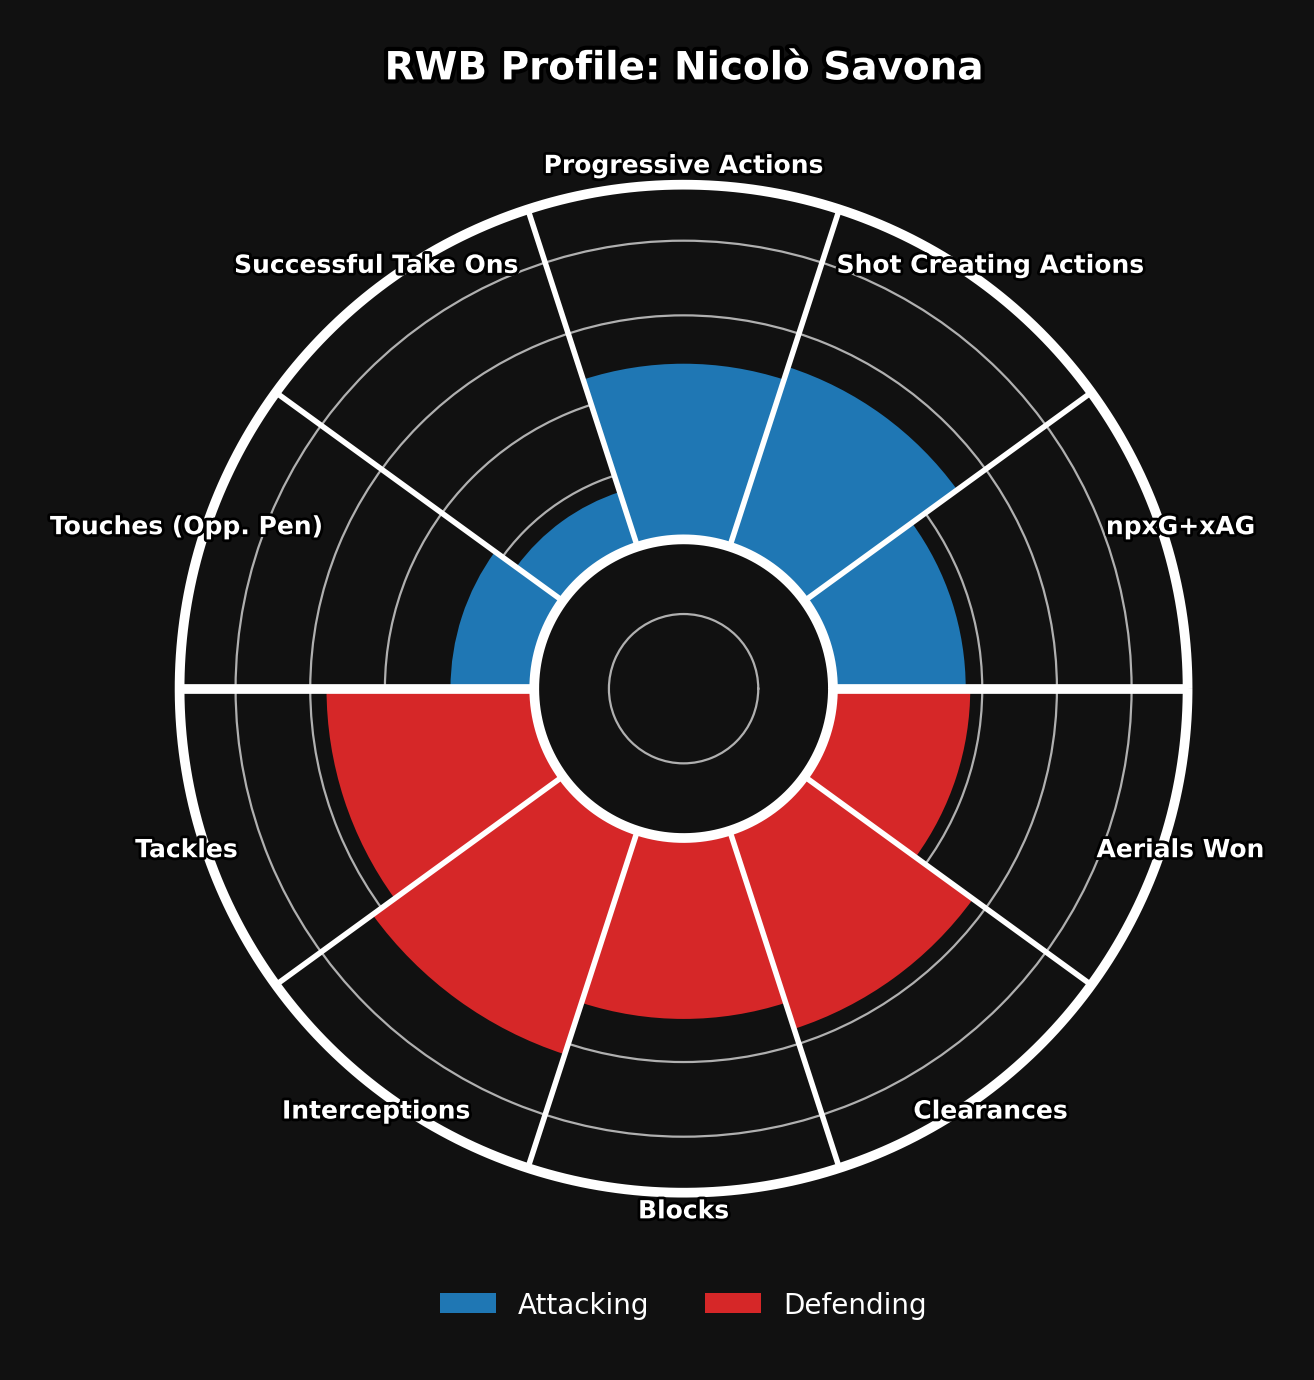 RWB Profile: Nicolò Savona
Progressive Actions
Successful Take Ons
Shot Creating Actions
Touches (Opp. Pen)
npxG+xAG
Tackles
Aerials Won
Interceptions
Clearances
Blocks
Attacking
Defending